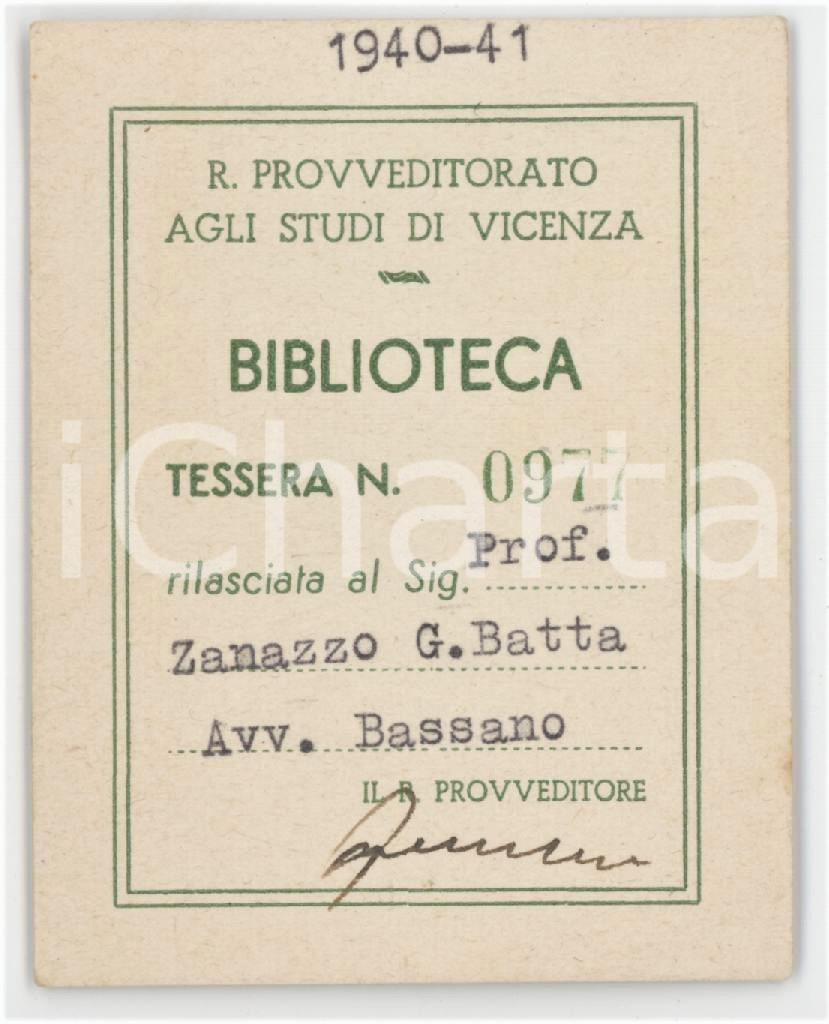 1940-41
R. PROVVEDITORATO
AGLI STUDI DI VICENZA
BIBLIOTECA
TESSERA N. 0977
rilasciata al Sig. Prof.
Zanazzo G.Batta
Avv. Bassano
IL R. PROVVEDITORE
iCharta